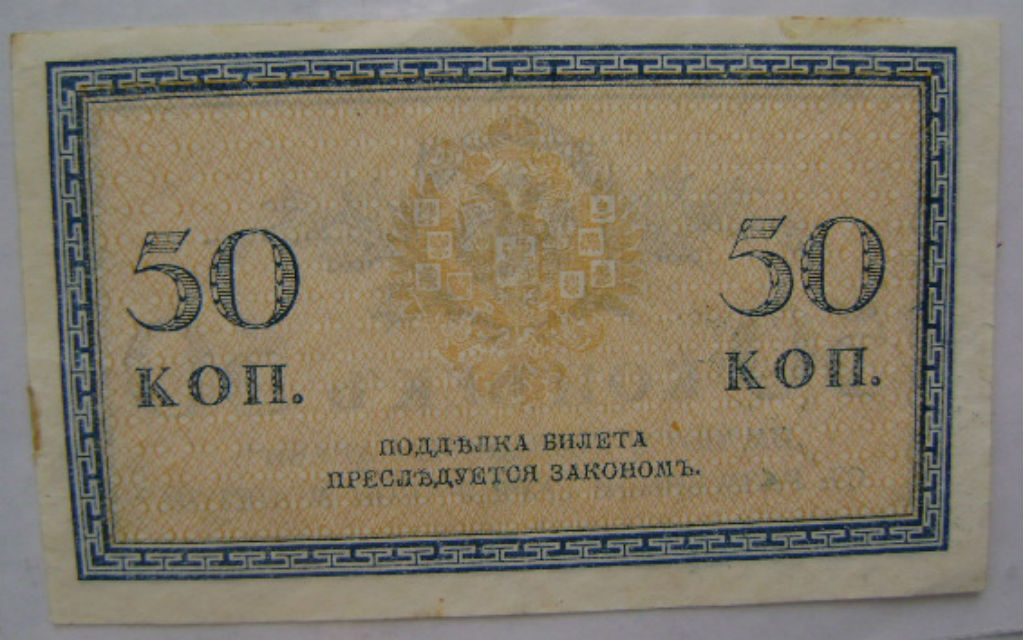 50 50
КОП. КОП.
ПОДДѢЛКА БИЛЕТА
ПРЕСЛѢДУЕТСЯ ЗАКОНОМЪ.